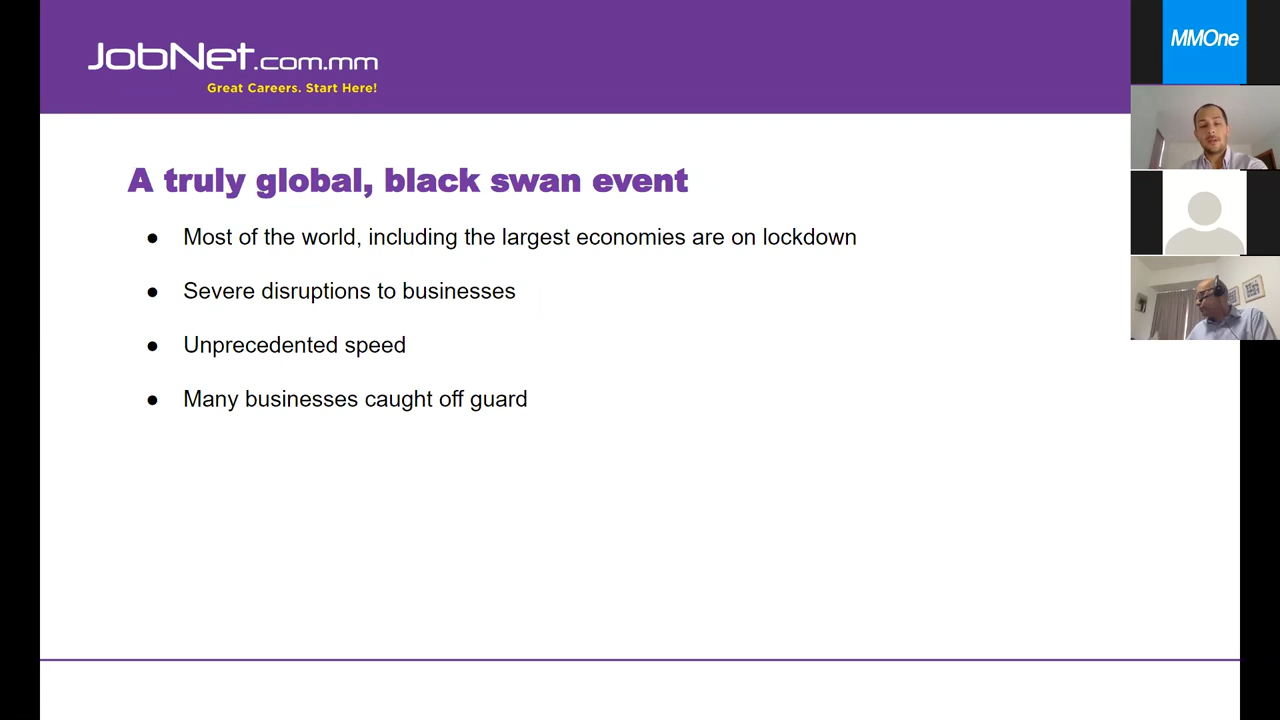 JobNet.com.mm
Great Careers. Start Here!
MMOne
A truly global, black swan event
● Most of the world, including the largest economies are on lockdown
● Severe disruptions to businesses
● Unprecedented speed
● Many businesses caught off guard